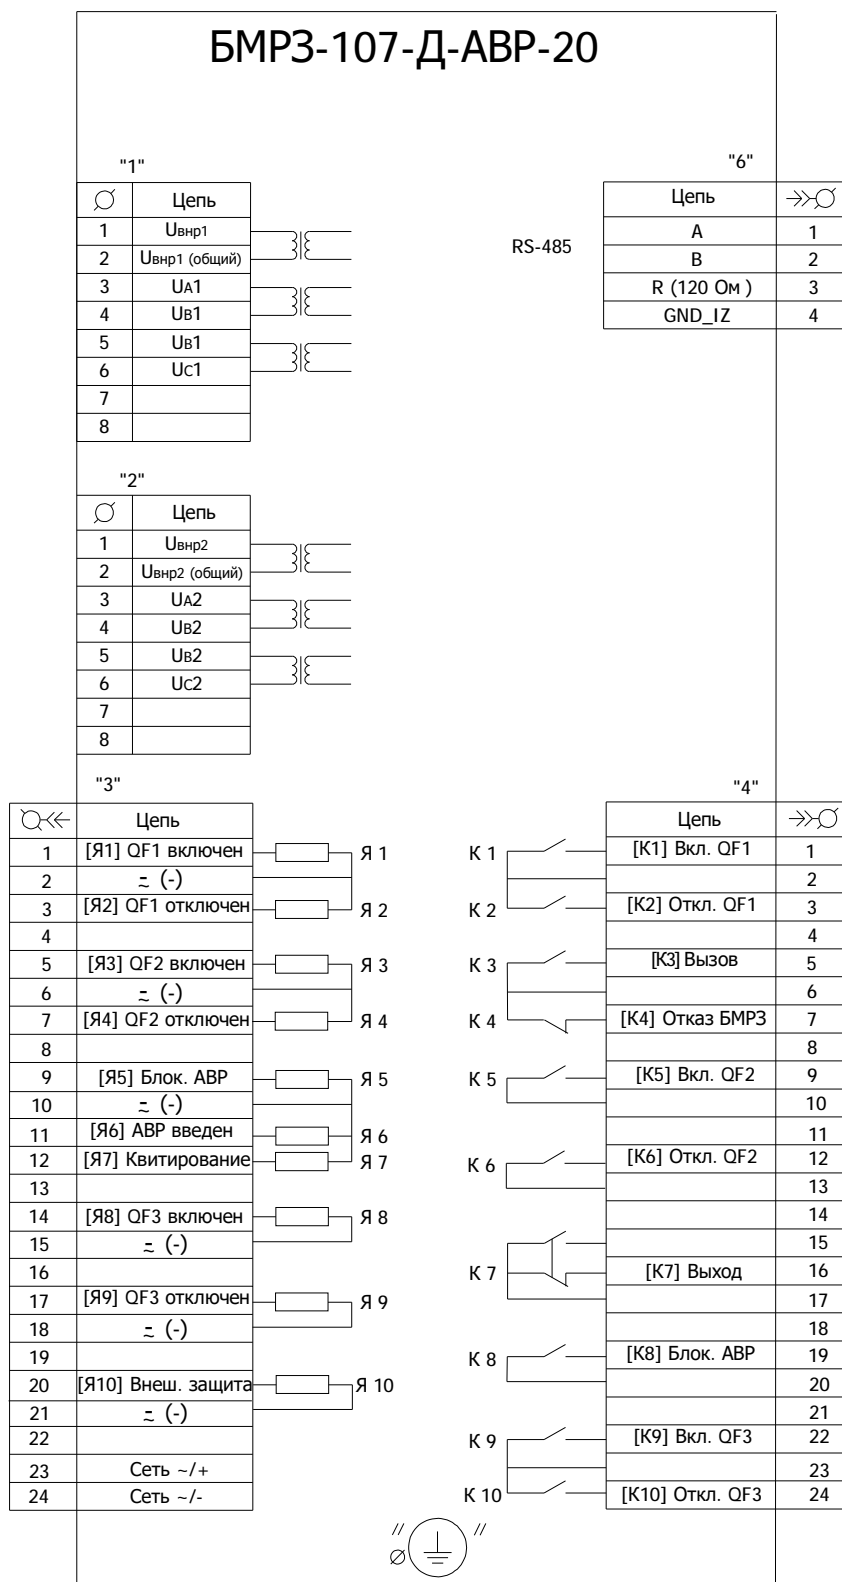 БМРЗ-107-Д-АВР-20
"1"
Цепь
1 Uвнр1
2 Uвнр1 (общий)
3 UA1
4 UB1
5 UB1
6 UC1
7
8
"6"
RS-485
Цепь
A 1
B 2
R (120 Ом ) 3
GND_IZ 4
"2"
Цепь
1 Uвнр2
2 Uвнр2 (общий)
3 UA2
4 UB2
5 UB2
6 UC2
7
8
"3"
Цепь
1 [Я1] QF1 включен Я 1
2 ~ (-)
3 [Я2] QF1 отключен Я 2
4
5 [Я3] QF2 включен Я 3
6 ~ (-)
7 [Я4] QF2 отключен Я 4
8
9 [Я5] Блок. АВР Я 5
10 ~ (-)
11 [Я6] АВР введен Я 6
12 [Я7] Квитирование Я 7
13
14 [Я8] QF3 включен Я 8
15 ~ (-)
16
17 [Я9] QF3 отключен Я 9
18 ~ (-)
19
20 [Я10] Внеш. защита Я 10
21 ~ (-)
22
23 Сеть ~/+
24 Сеть ~/-
"4"
Цепь
К 1 [К1] Вкл. QF1 1
2
К 2 [К2] Откл. QF1 3
4
К 3 [К3] Вызов 5
6
К 4 [К4] Отказ БМРЗ 7
8
К 5 [К5] Вкл. QF2 9
10
11
К 6 [К6] Откл. QF2 12
13
14
15
К 7 [К7] Выход 16
17
18
К 8 [К8] Блок. АВР 19
20
21
К 9 [К9] Вкл. QF3 22
23
К 10 [К10] Откл. QF3 24